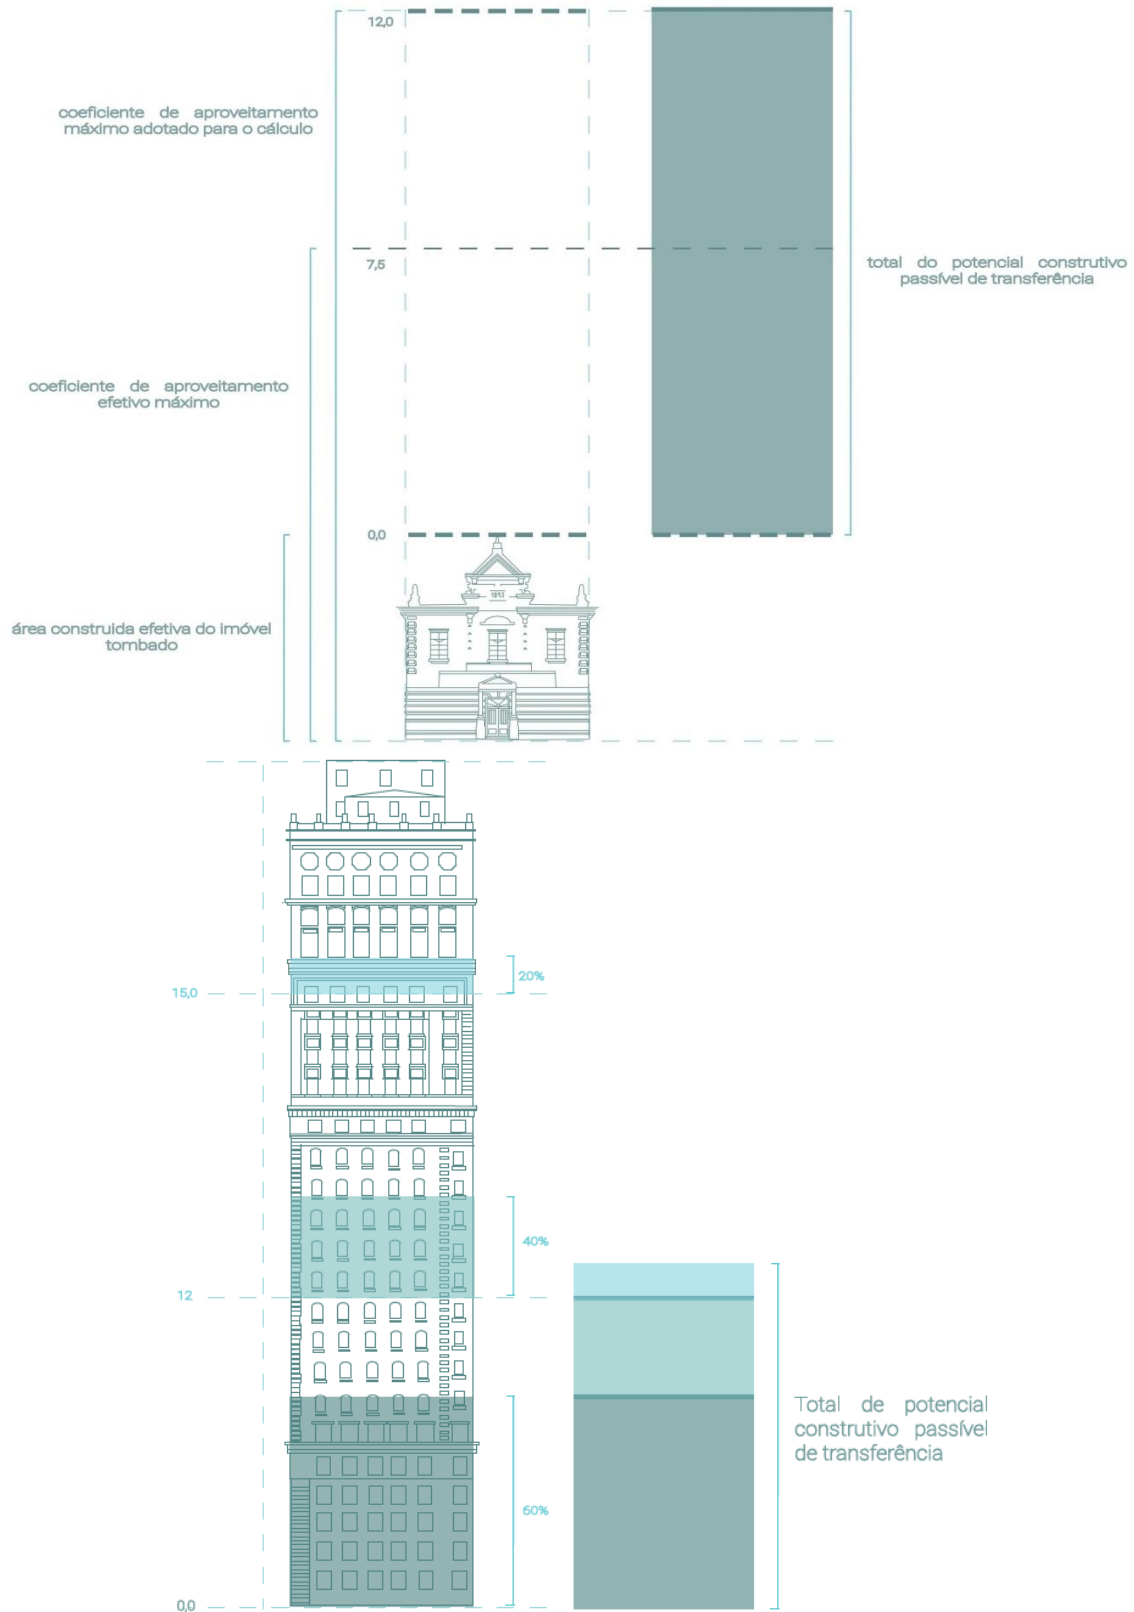 12,0
coeficiente de aproveitamento
máximo adotado para o cálculo
7,5
total do potencial construtivo
passível de transferência
coeficiente de aproveitamento
efetivo máximo
0,0
1893
área construida efetiva do imóvel
tombado
20%
15,0
40%
12
Total de potencial
construtivo passível
de transferência
60%
0,0